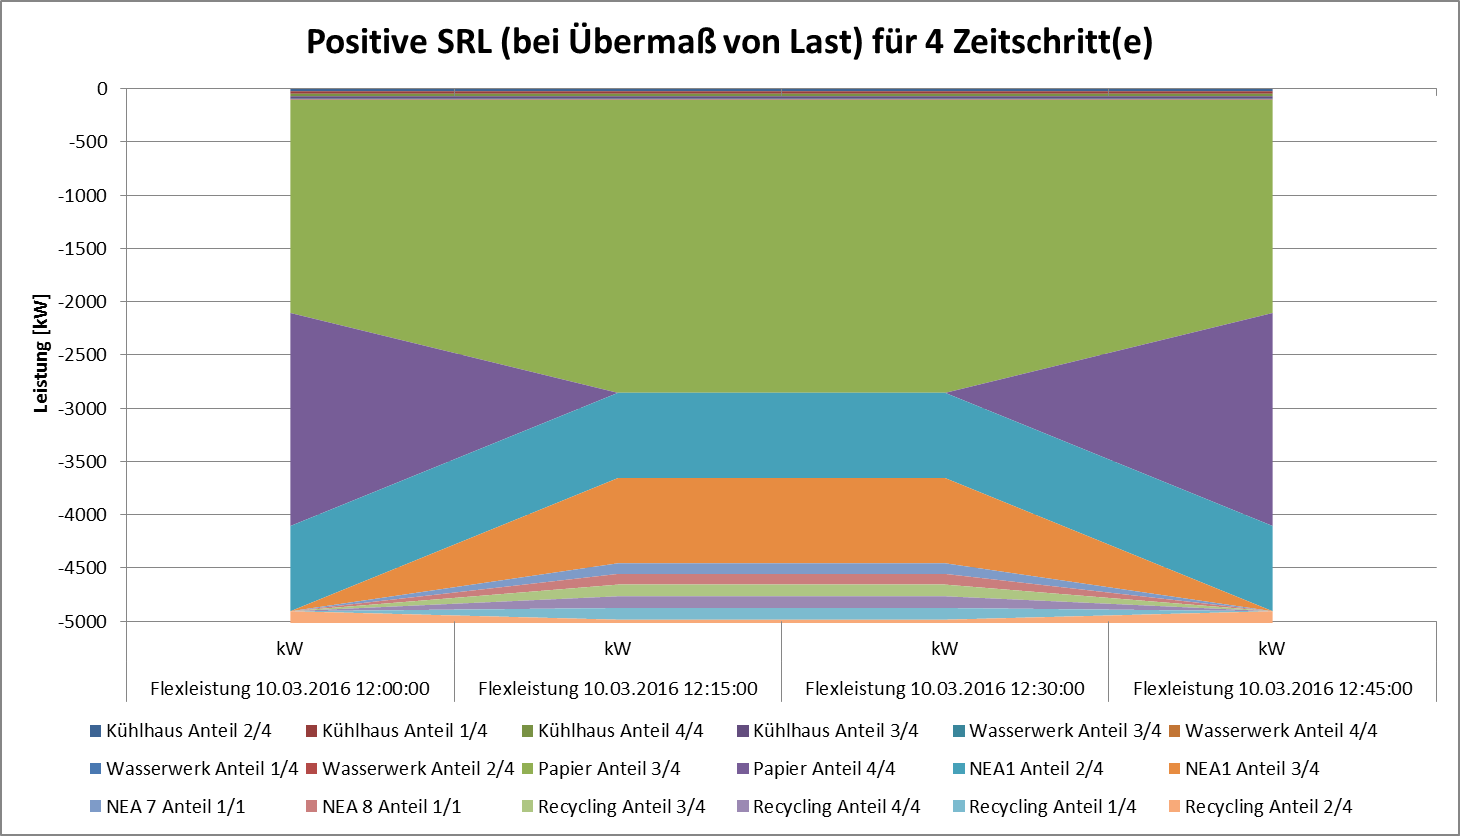 Positive SRL (bei Übermaß von Last) für 4 Zeitschritt(e)
0
-500
-1000
-1500
-2000
-2500
-3000
-3500
-4000
-4500
-5000
Leistung [kW]
kW kW kW kW
Flexleistung 10.03.2016 12:00:00 Flexleistung 10.03.2016 12:15:00 Flexleistung 10.03.2016 12:30:00 Flexleistung 10.03.2016 12:45:00
Kühlhaus Anteil 2/4 Kühlhaus Anteil 1/4 Kühlhaus Anteil 4/4 Kühlhaus Anteil 3/4 Wasserwerk Anteil 3/4 Wasserwerk Anteil 4/4
Wasserwerk Anteil 1/4 Wasserwerk Anteil 2/4 Papier Anteil 3/4 Papier Anteil 4/4 NEA1 Anteil 2/4 NEA1 Anteil 3/4
NEA 7 Anteil 1/1 NEA 8 Anteil 1/1 Recycling Anteil 3/4 Recycling Anteil 4/4 Recycling Anteil 1/4 Recycling Anteil 2/4